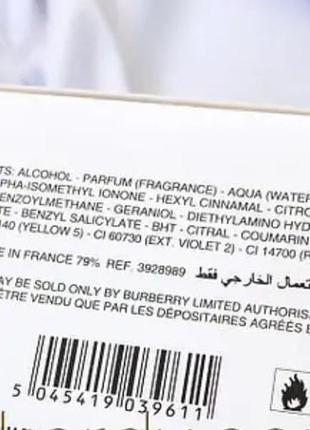 TS: ALCOHOL - PARFUM (FRAGRANCE) - AQUA (WATER
PHA-ISOMETHYL IONONE - HEXYL CINNAMAL - CITRO
ENZOYLMETHANE - GERANIOL - DIETHYLAMINO HYD
TE - BENZYL SALICYLATE - BHT - CITRAL - COUMARIN
140 (YELLOW 5) - CI 60730 (EXT. VIOLET 2) - CI 14700 (R
E IN FRANCE 79% REF. 3928989 تعمال الخارجي فقط
AY BE SOLD ONLY BY BURBERRY LIMITED AUTHORIS
ÊTRE VENDU QUE PAR LES DÉPOSITAIRES AGRÉÉS
5 045419 039611